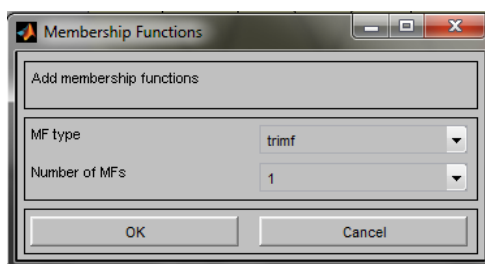 Membership Functions
Add membership functions
MF type
trimf
Number of MFs
1
OK
Cancel